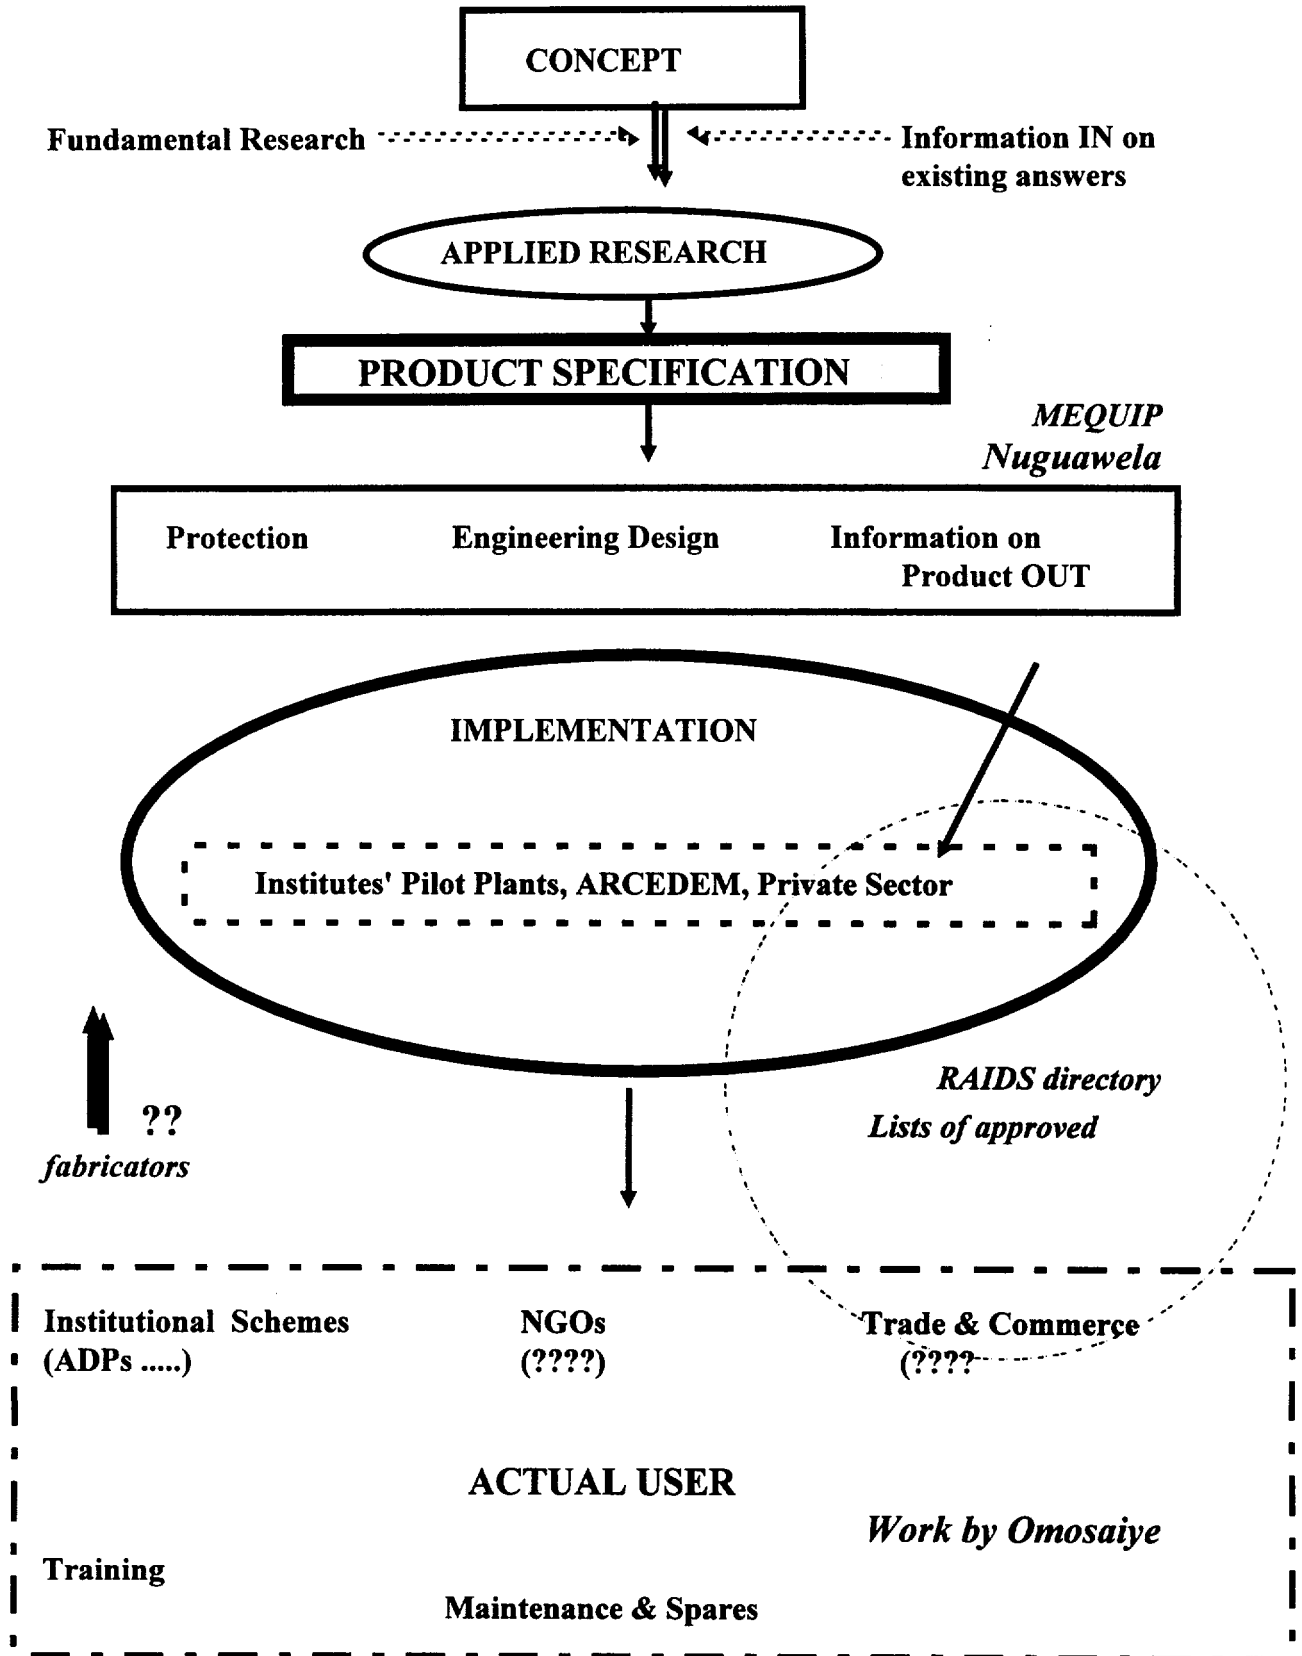 CONCEPT
Fundamental Research
Information IN on
existing answers
APPLIED RESEARCH
PRODUCT SPECIFICATION
MEQUIP
Nuguawela
Protection
Engineering Design
Information on
Product OUT
IMPLEMENTATION
Institutes' Pilot Plants, ARCEDEM, Private Sector
RAIDS directory
Lists of approved
??
fabricators
Institutional Schemes
(ADPs .....)
NGOs
(????)
Trade & Commerce
(????
ACTUAL USER
Work by Omosaiye
Training
Maintenance & Spares